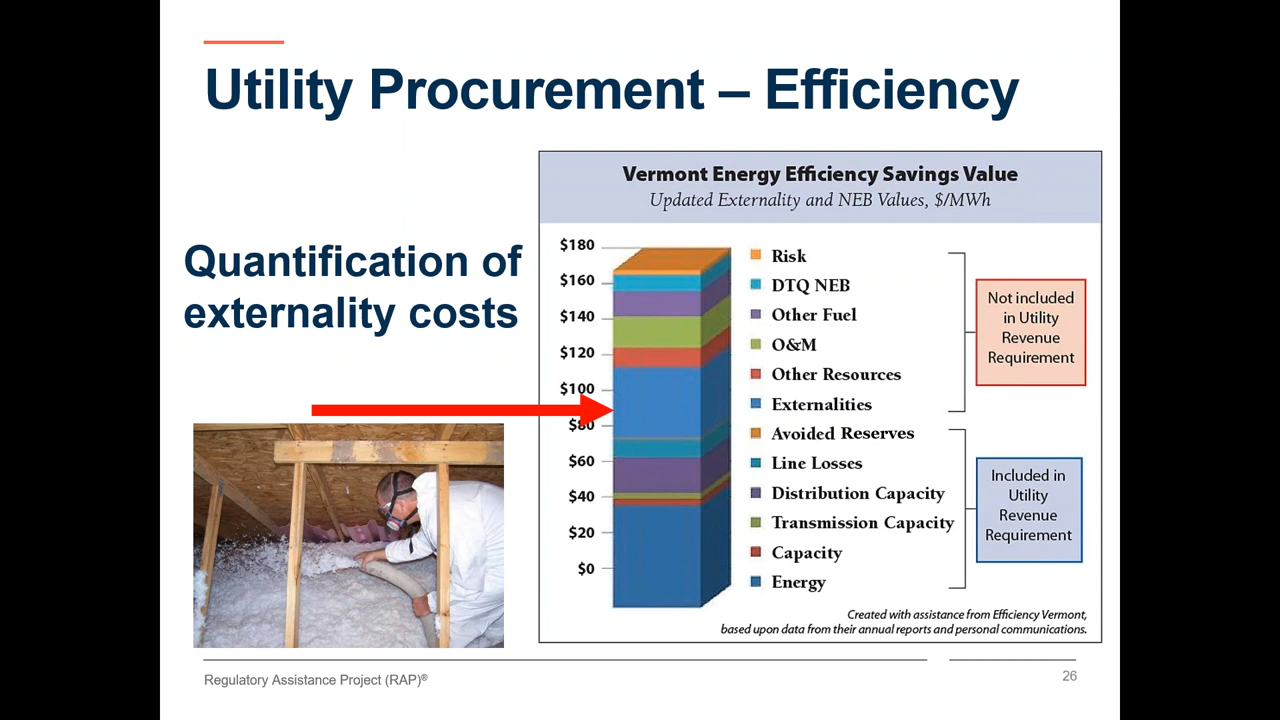 Utility Procurement – Efficiency
Quantification of
externality costs
Vermont Energy Efficiency Savings Value
Updated Externality and NEB Values, $/MWh
$180
$160
$140
$120
$100
$80
$60
$40
$20
$0
Risk
DTQ NEB
Other Fuel
O&M
Other Resources
Externalities
Avoided Reserves
Line Losses
Distribution Capacity
Transmission Capacity
Capacity
Energy
Not included
in Utility
Revenue
Requirement
Included in
Utility
Revenue
Requirement
Created with assistance from Efficiency Vermont,
based upon data from their annual reports and personal communications.
Regulatory Assistance Project (RAP)®
26